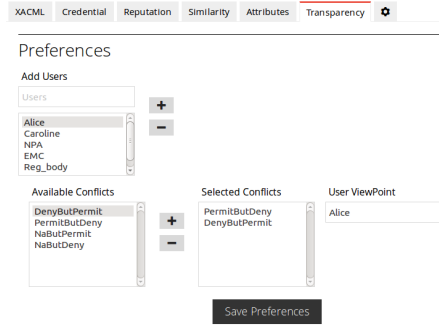 XACML Credential Reputation Similarity Attributes Transparency
Preferences
Add Users
Users
Alice
Caroline
NPA
EMC
Reg_body
Available Conflicts Selected Conflicts User ViewPoint
DenyButPermit PermitButDeny Alice
PermitButDeny DenyButPermit
NaButPermit
NaButDeny
Save Preferences